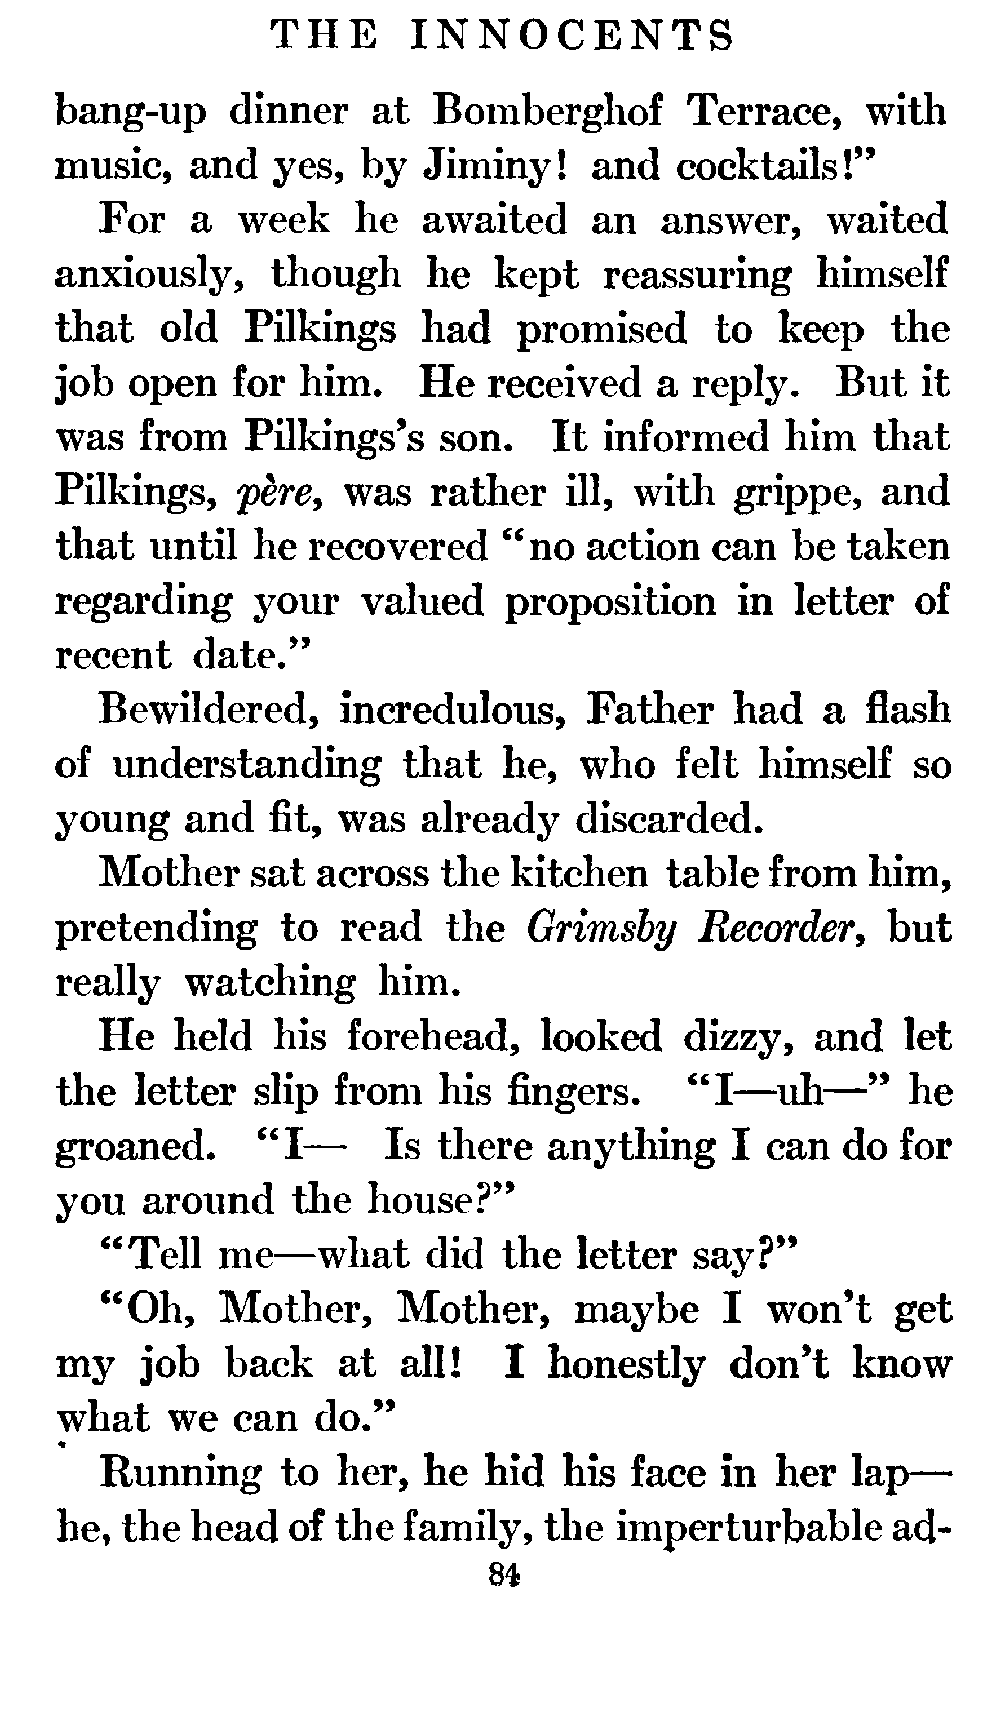 THE INNOCENTS
bang-up dinner at Bomberghof Terrace, with
music, and yes, by Jiminy! and cocktails!”
For a week he awaited an answer, waited
anxiously, though he kept reassuring himself
that old Pilkings had promised to keep the
job open for him. He received a reply. But it
was from Pilkings’s son. It informed him that
Pilkings, père, was rather ill, with grippe, and
that until he recovered “no action can be taken
regarding your valued proposition in letter of
recent date.”
Bewildered, incredulous, Father had a flash
of understanding that he, who felt himself so
young and fit, was already discarded.
Mother sat across the kitchen table from him,
pretending to read the Grimsby Recorder, but
really watching him.
He held his forehead, looked dizzy, and let
the letter slip from his fingers. “I—uh—” he
groaned. “I— Is there anything I can do for
you around the house?”
“Tell me—what did the letter say?”
“Oh, Mother, Mother, maybe I won’t get
my job back at all! I honestly don’t know
what we can do.”
Running to her, he hid his face in her lap—
he, the head of the family, the imperturbable ad-
84